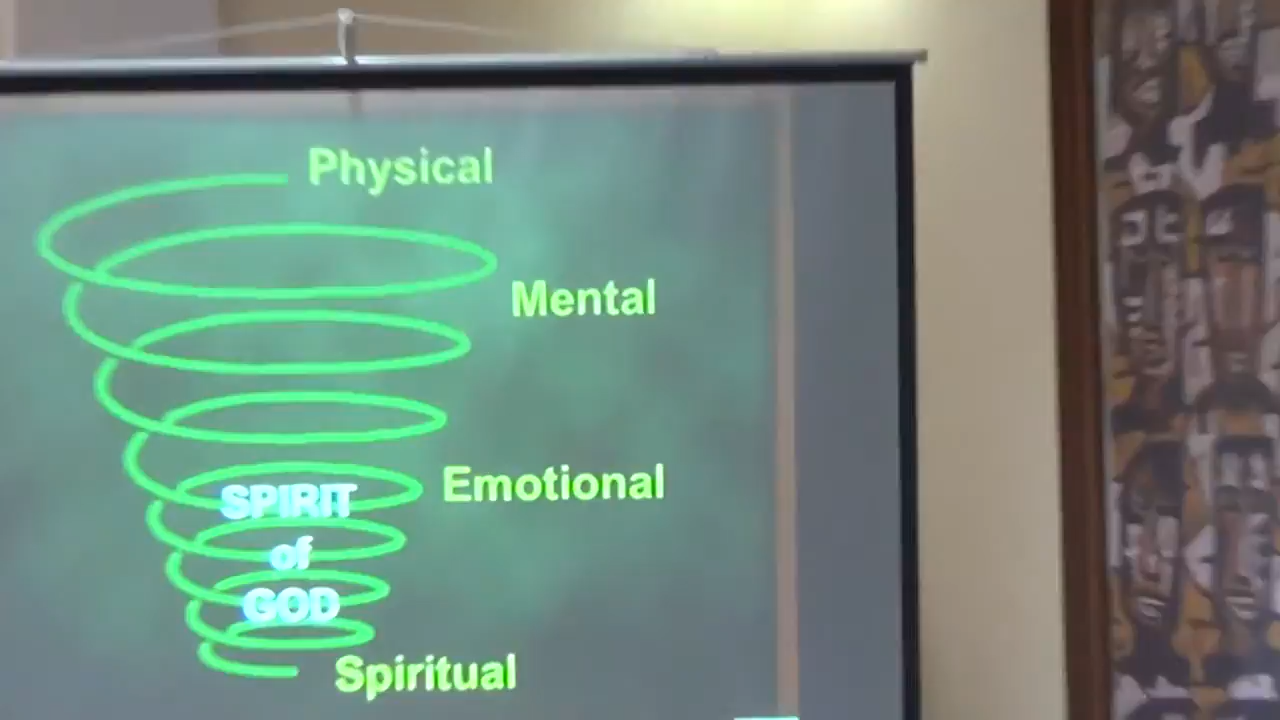 Physical
Mental
Emotional
SPIRIT
of
GOD
Spiritual